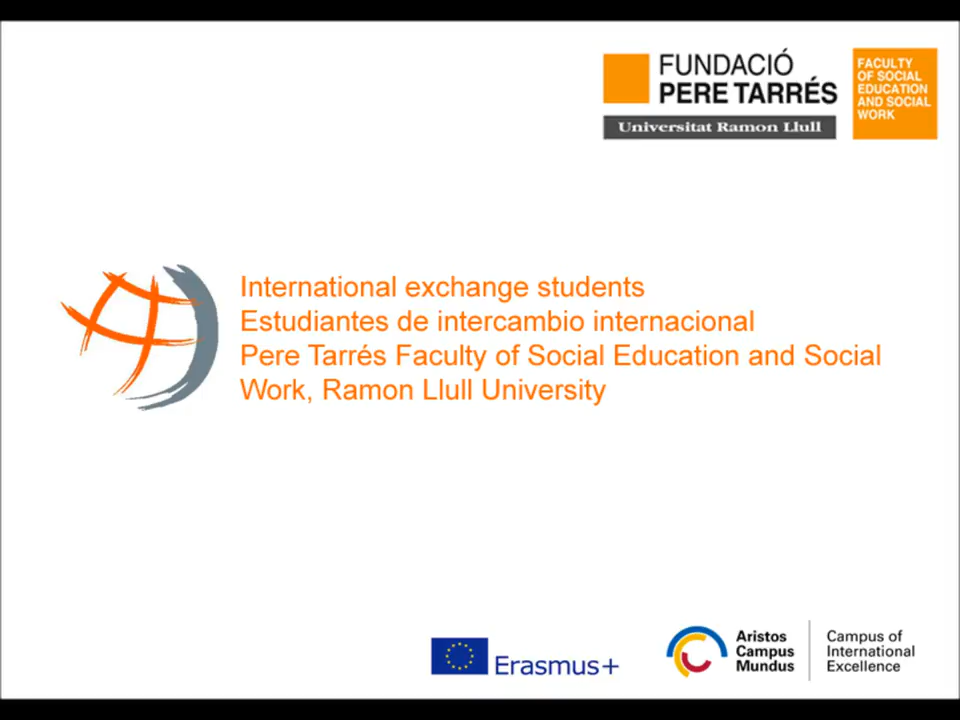 FUNDACIÓ
PERE TARRÉS
Universitat Ramon Llull
FACULTY
OF SOCIAL
EDUCATION
AND SOCIAL
WORK
International exchange students
Estudiantes de intercambio internacional
Pere Tarrés Faculty of Social Education and Social
Work, Ramon Llull University
Erasmus+
Aristos
Campus
Mundus
Campus of
International
Excellence